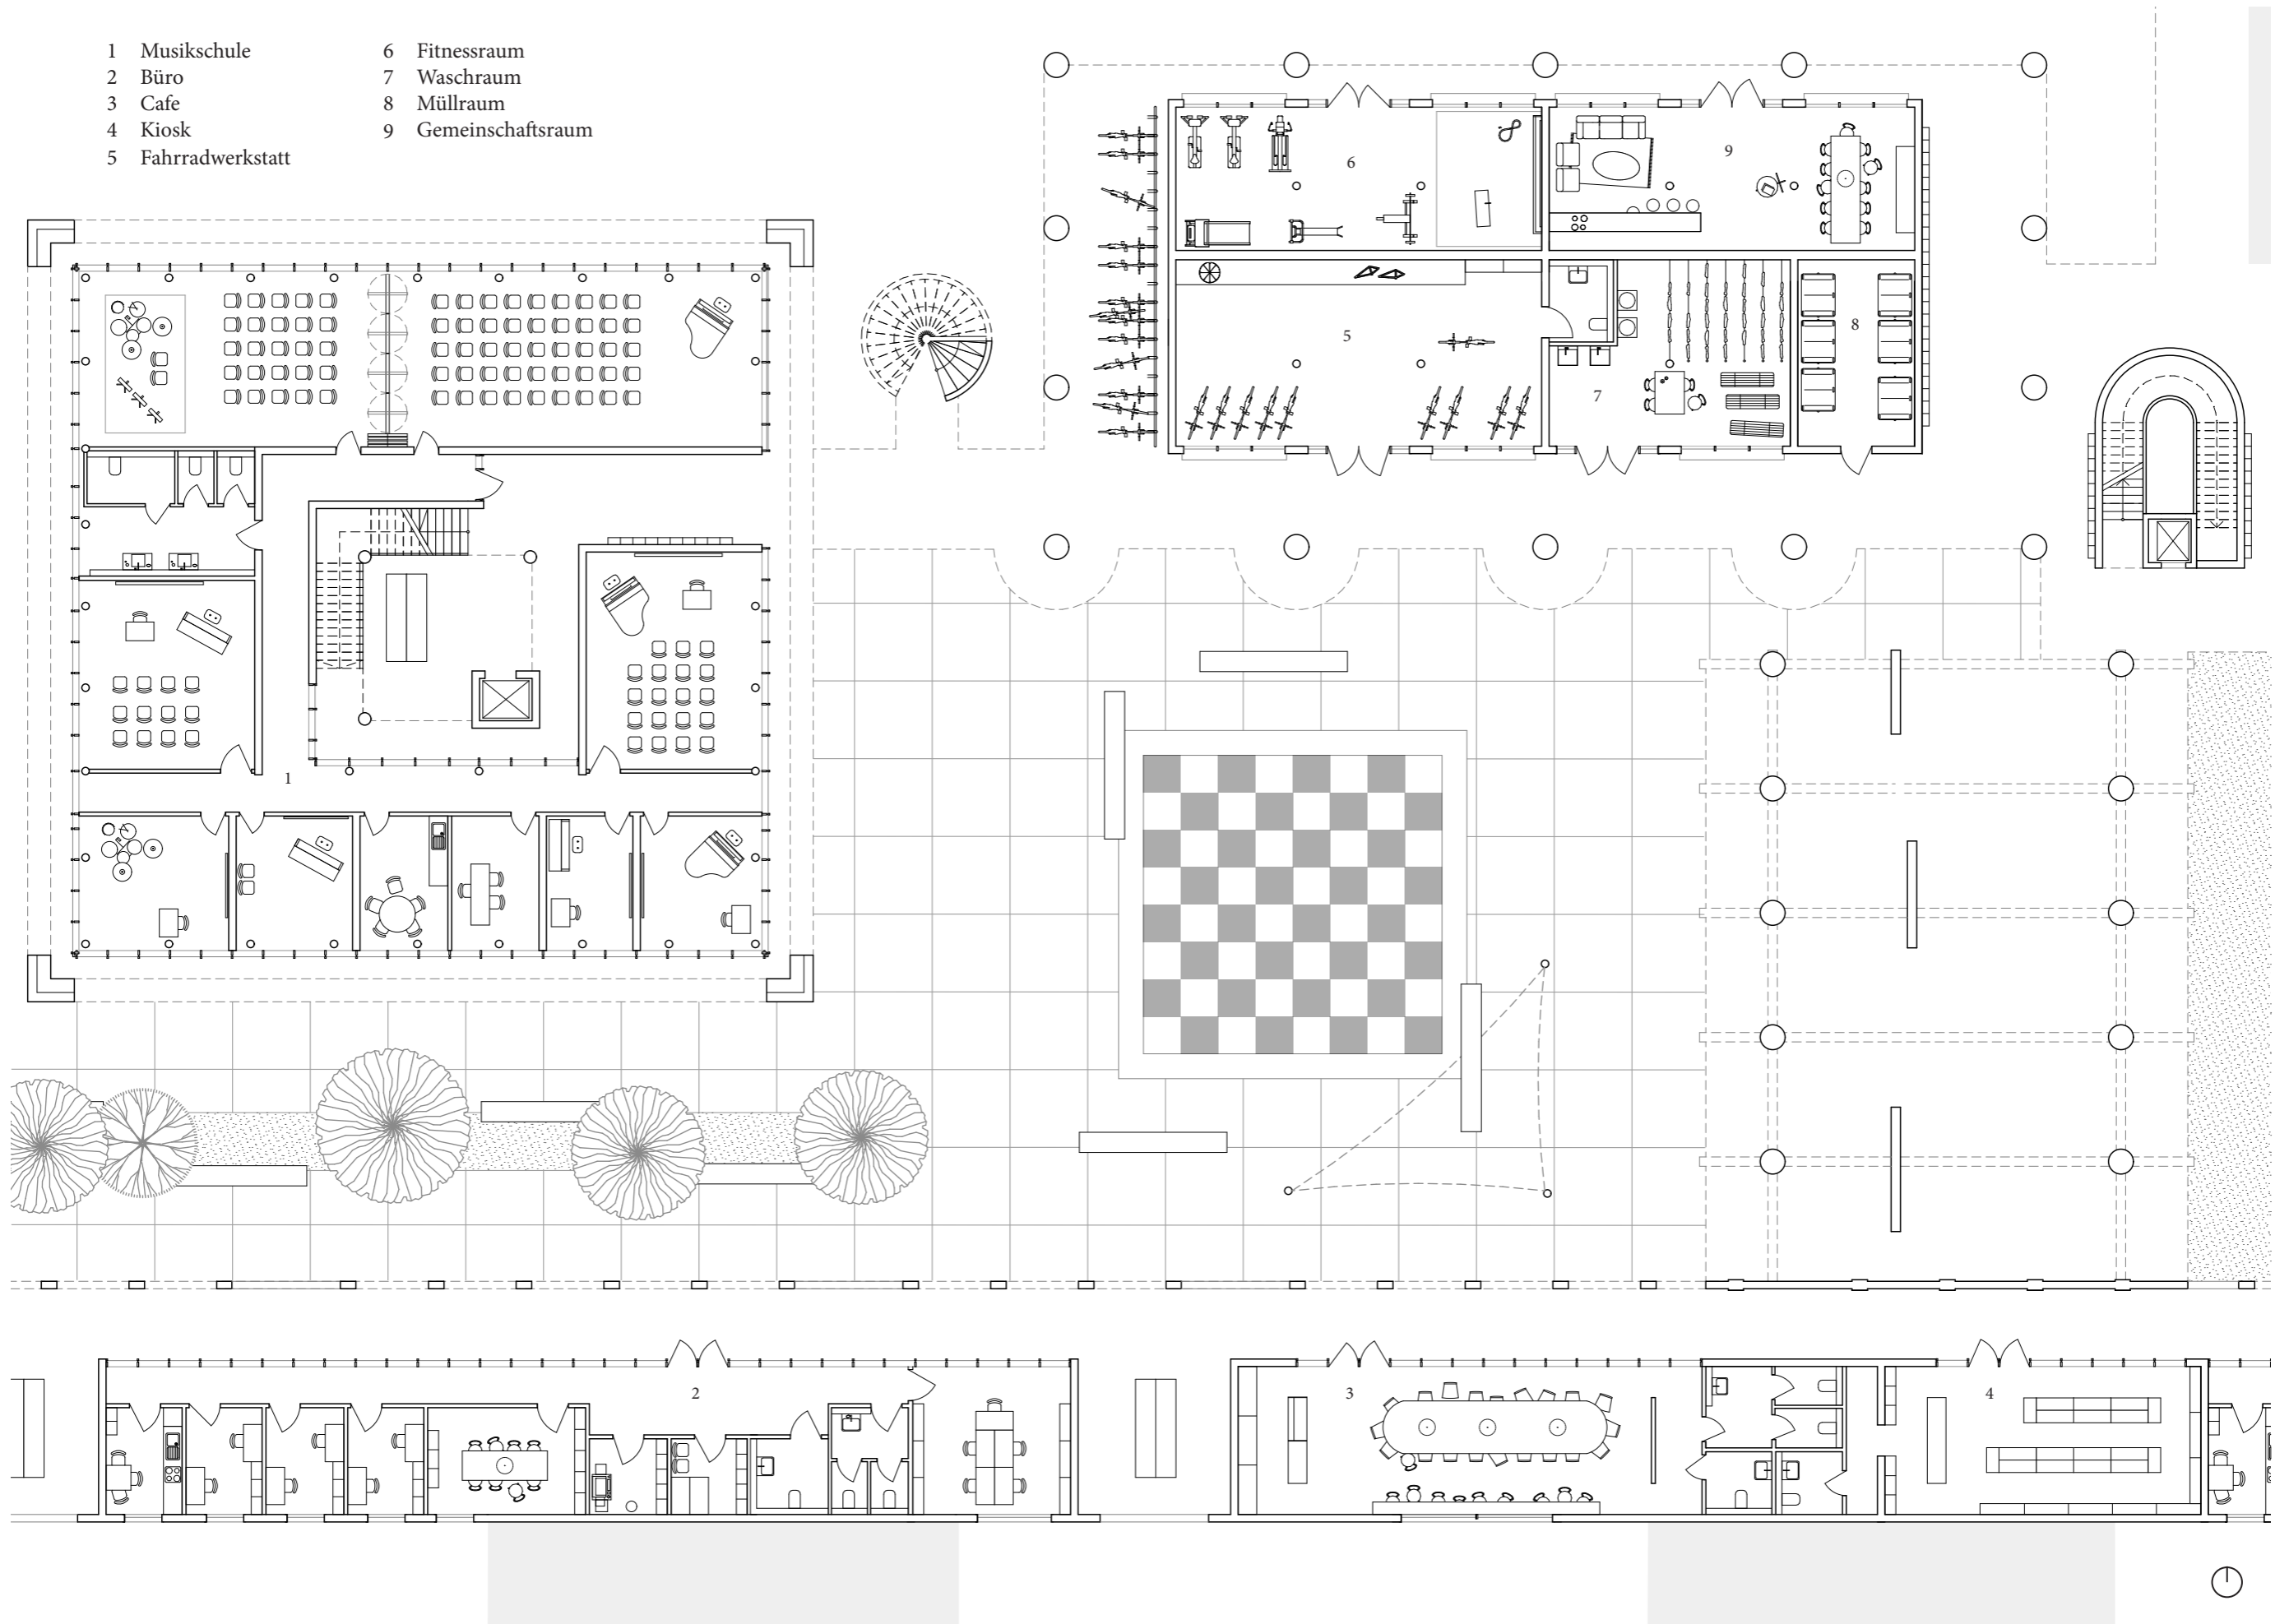 1 Musikschule
2 Büro
3 Cafe
4 Kiosk
5 Fahrradwerkstatt
6 Fitnessraum
7 Waschraum
8 Müllraum
9 Gemeinschaftsraum
6
9
5
8
7
1
2
3
4